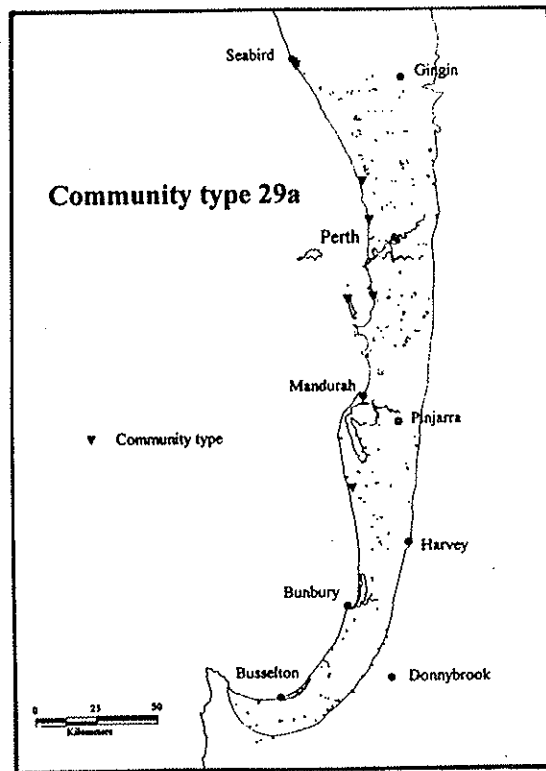 Seabird
Gingin
Community type 29a
Perth
Mandurah
Pinjarra
Community type
Harvey
Bunbury
Busselton
Donnybrook
0 25 50
Kilometers